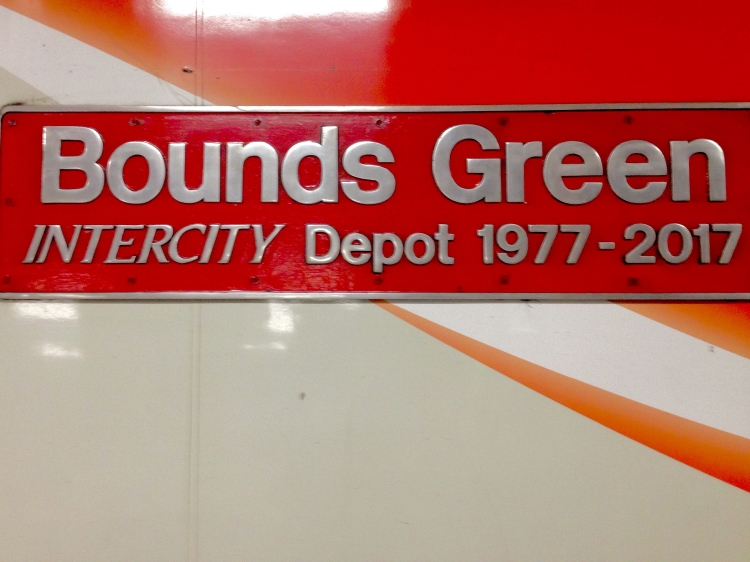 Bounds Green
INTERCITY Depot 1977-2017